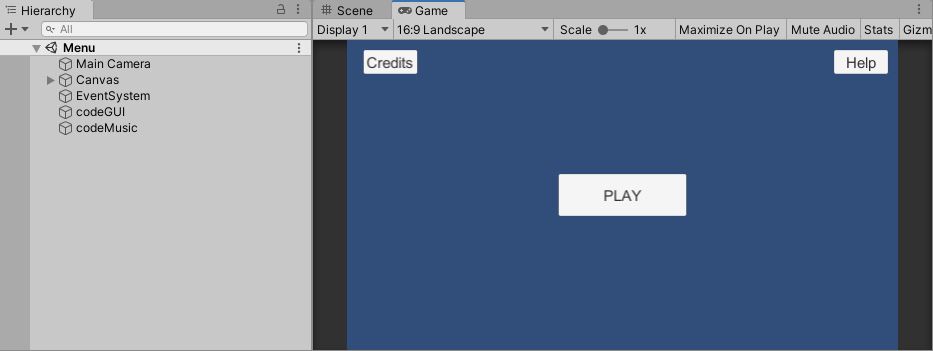 Hierarchy
All
Menu
Main Camera
Canvas
EventSystem
codeGUI
codeMusic
Scene
Game
Display 1
16:9 Landscape
Scale
1x
Maximize On Play
Mute Audio
Stats
Gizm
Credits
Help
PLAY